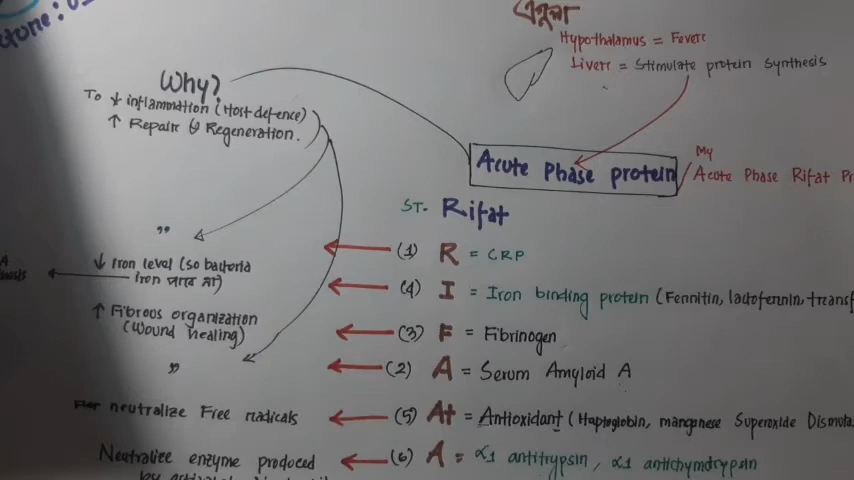 Hypothalamus = Fever
Liver = Stimulate protein synthesis
Why?
To ↓ inflammation (Host defence)
↑ Repair & Regeneration.
Acute Phase protein
My
Acute Phase Rifat Pr
ST. Rifat
"
(1) R = CRP
↓ Iron level (so bacteria
iron পাবে না)
(4) I = Iron binding protein (Ferritin, lactoferrin, transf
↑ Fibrous organization
(Wound healing)
(3) F = Fibrinogen
"
(2) A = Serum Amyloid A
neutralize Free radicals
(5) At = Antioxidant (Haptoglobin, manganese Superoxide Dismuta
Neutralize enzyme produced
(6) A = α1 antitrypsin, α1 antichymotrypsin